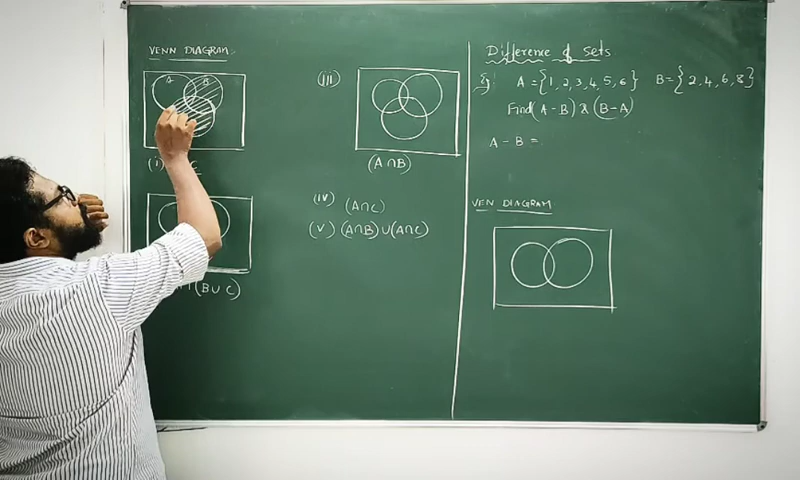 VENN DIAGRAM:
A B
(i) C
(B ∪ C)
(iii)
(A∩B)
(iv) (A∩C)
(v) (A∩B) ∪ (A∩C)
Difference of Sets
A = {1, 2, 3, 4, 5, 6} B = {2, 4, 6, 8}
Find (A - B) & (B - A)
A - B =
VEN DIAGRAM